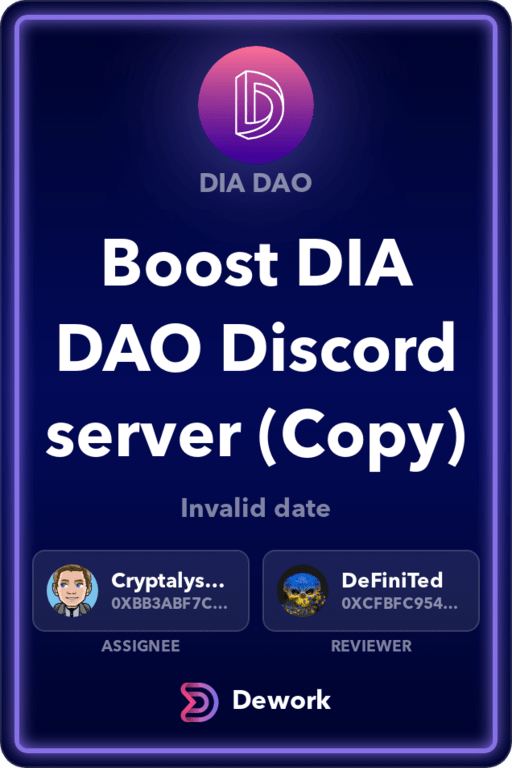 DIA DAO
Boost DIA
DAO Discord
server (Copy)
Invalid date
Cryptalys...
0XBB3ABF7C...
DeFiniTed
0XCFBFC954...
ASSIGNEE
REVIEWER
Dework